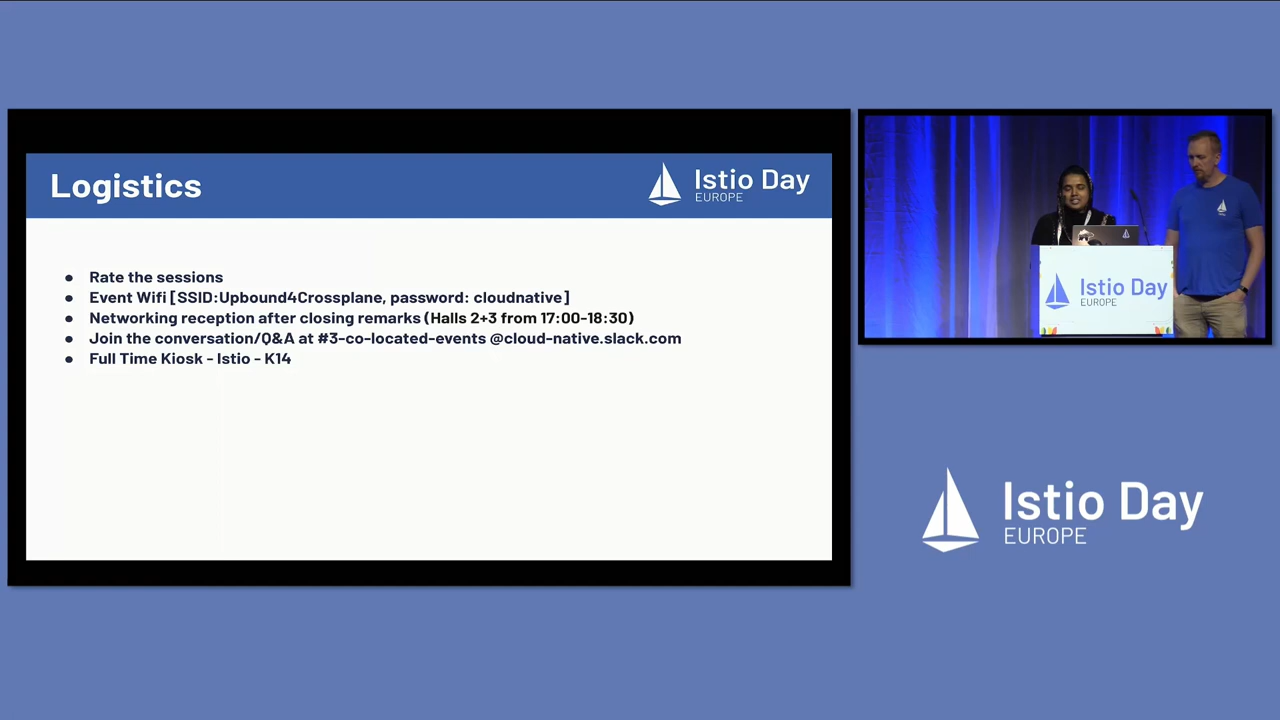 Logistics
Istio Day
EUROPE
● Rate the sessions
● Event Wifi [SSID:Upbound4Crossplane, password: cloudnative]
● Networking reception after closing remarks (Halls 2+3 from 17:00-18:30)
● Join the conversation/Q&A at #3-co-located-events @cloud-native.slack.com
● Full Time Kiosk - Istio - K14
Istio Day
EUROPE
Istio Day
EUROPE